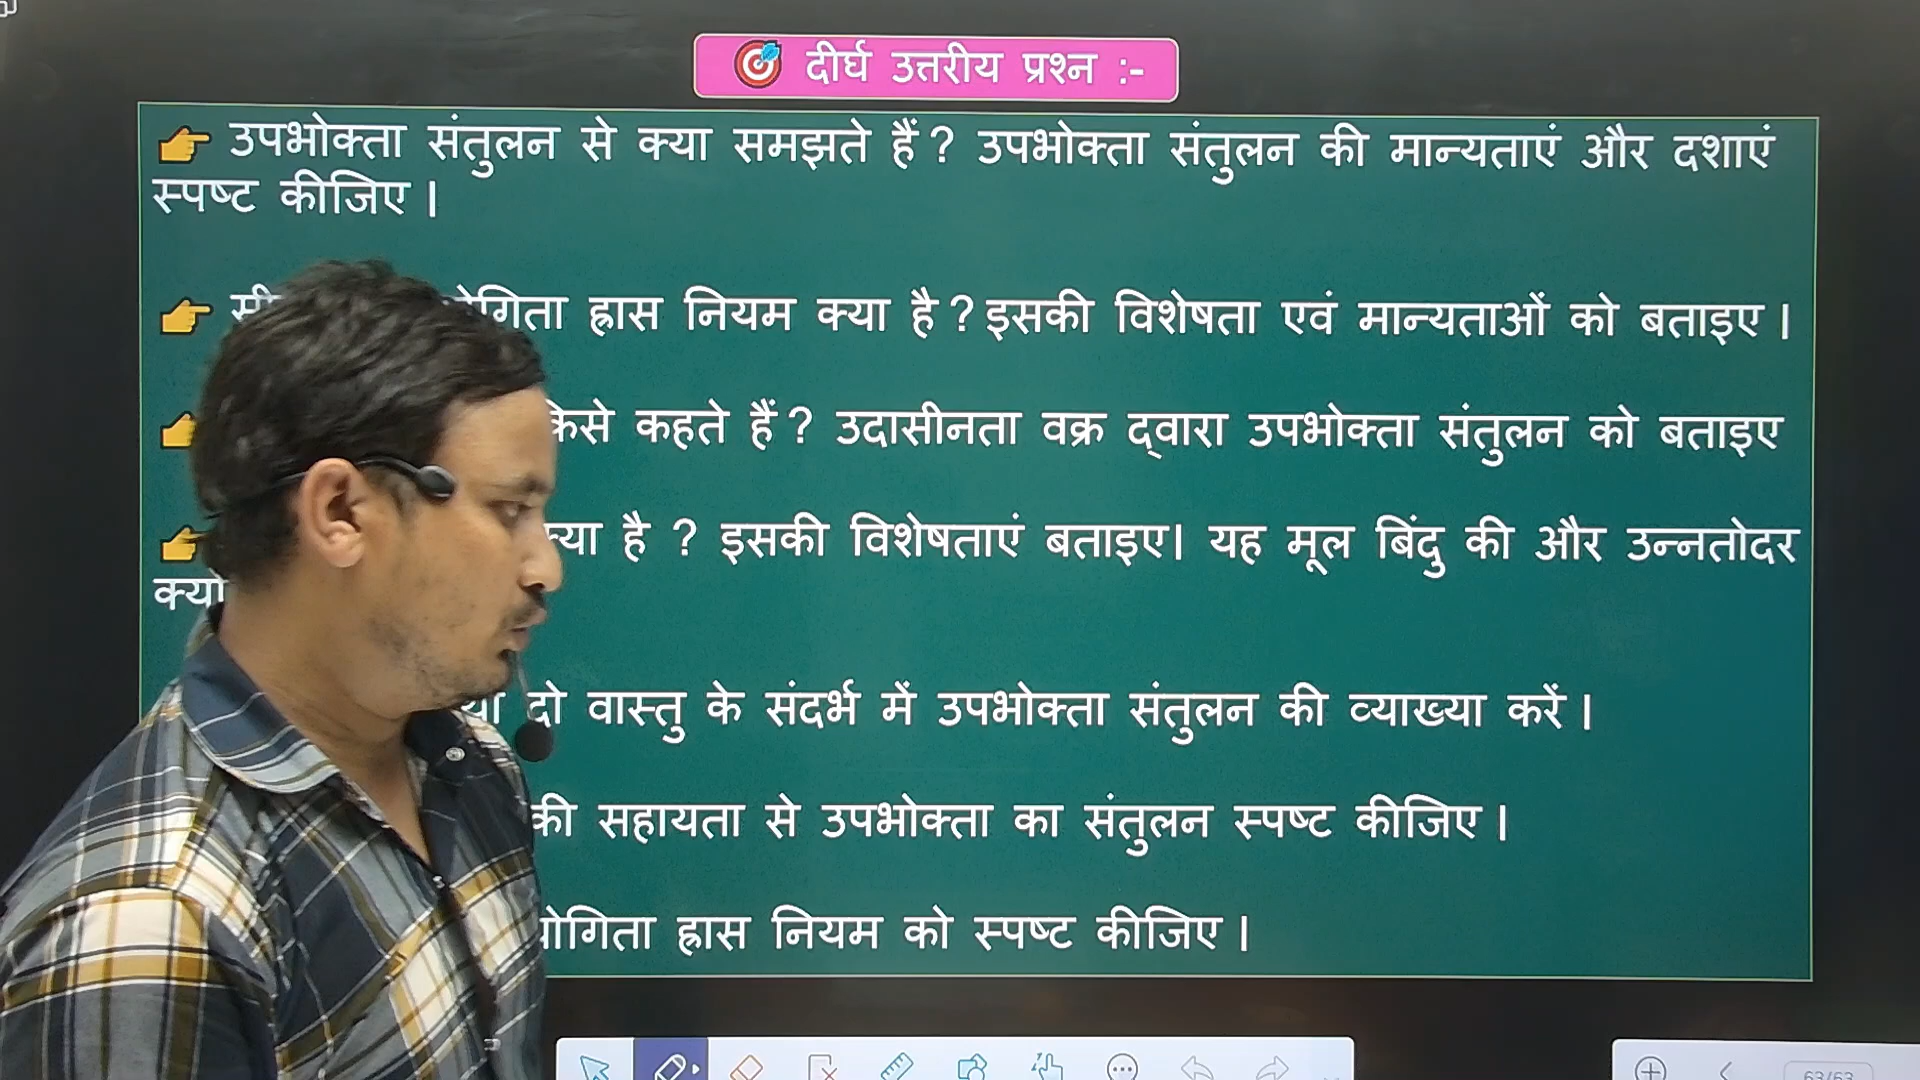 दीर्घ उत्तरीय प्रश्न :-
उपभोक्ता संतुलन से क्या समझते हैं ? उपभोक्ता संतुलन की मान्यताएं और दशाएं
स्पष्ट कीजिए ।
ह्रास नियम क्या है ? इसकी विशेषता एवं मान्यताओं को बताइए ।
किसे कहते हैं ? उदासीनता वक्र द्वारा उपभोक्ता संतुलन को बताइए
है ? इसकी विशेषताएं बताइए। यह मूल बिंदु की और उन्नतोदर
दो वास्तु के संदर्भ में उपभोक्ता संतुलन की व्याख्या करें ।
की सहायता से उपभोक्ता का संतुलन स्पष्ट कीजिए ।
ह्रास नियम को स्पष्ट कीजिए ।
63/63